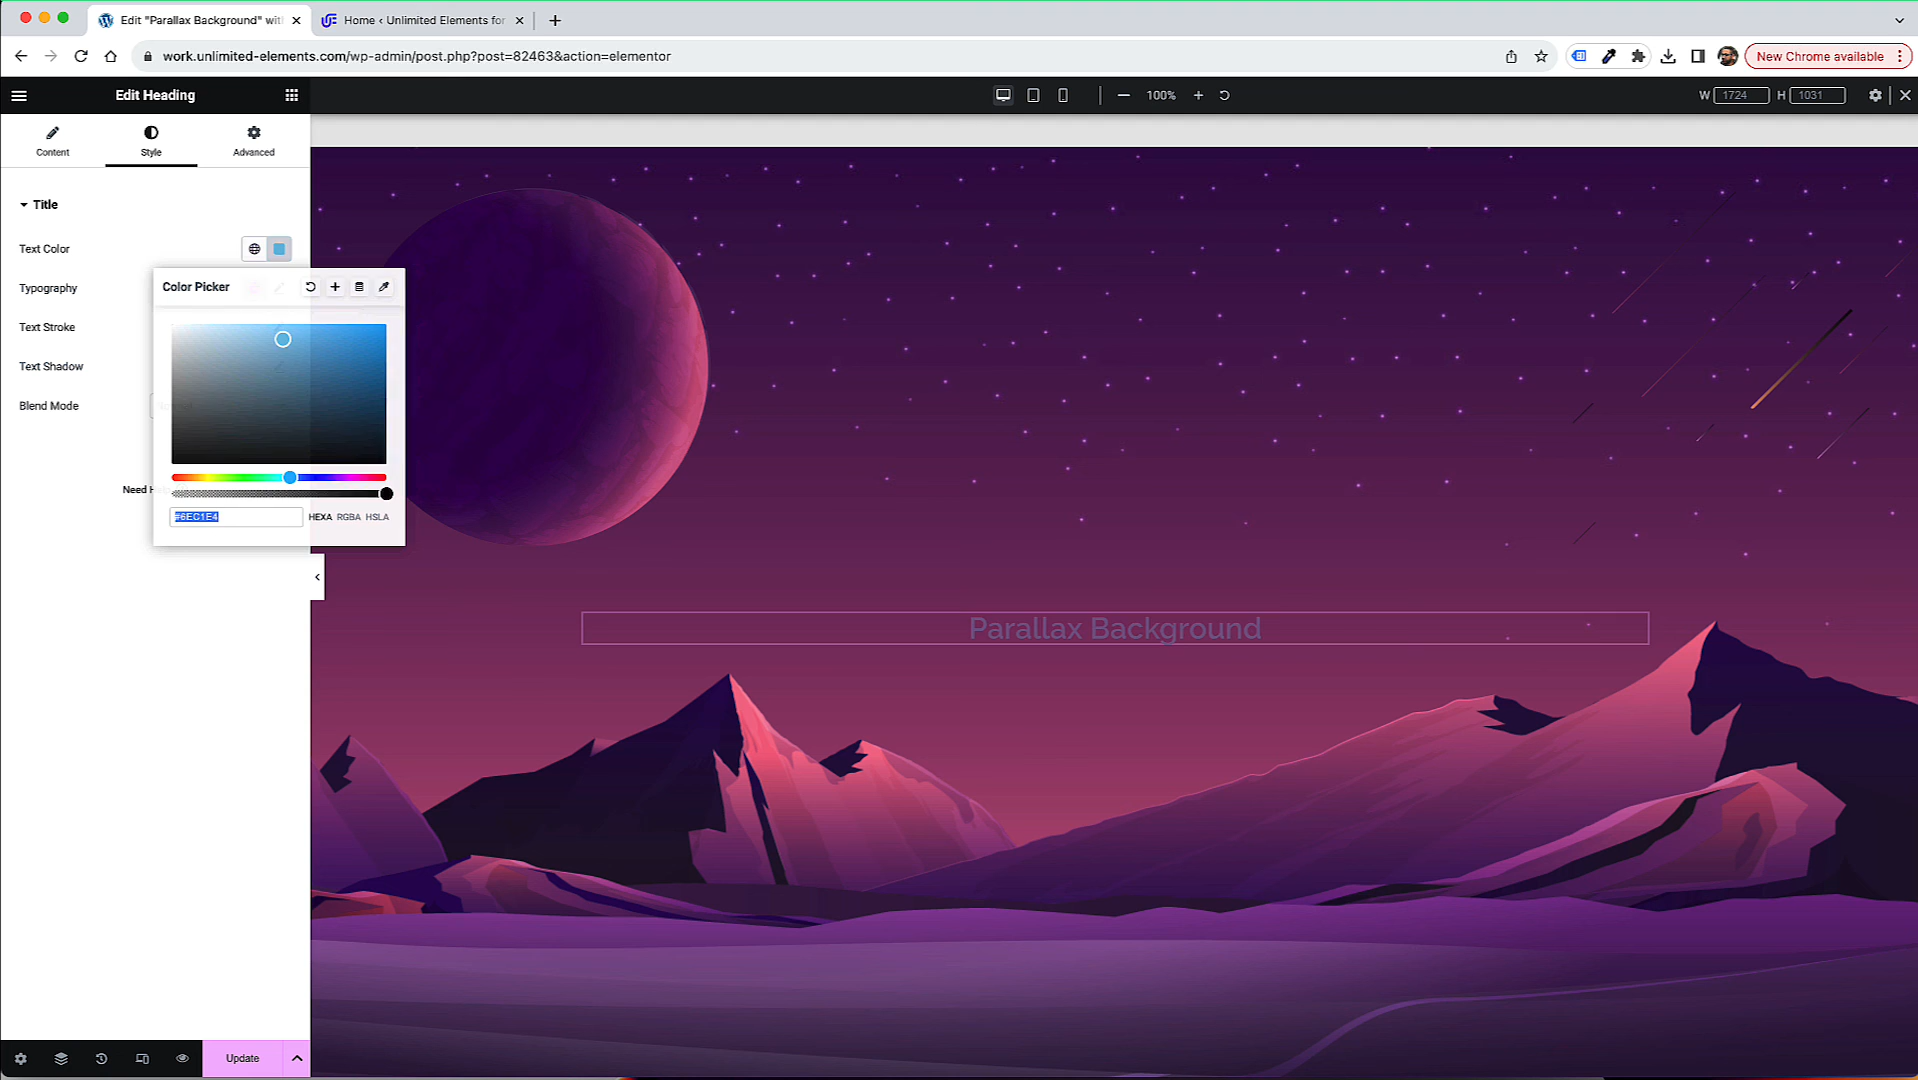 Edit "Parallax Background" with
Home ‹ Unlimited Elements for
work.unlimited-elements.com/wp-admin/post.php?post=82463&action=elementor
New Chrome available
Edit Heading
100%
W 1724 H 1031
Content Style Advanced
Title
Text Color
Color Picker
Typography
Text Stroke
Text Shadow
Blend Mode
Need
#6EC1E4 HEXA RGBA HSLA
Parallax Background
Update